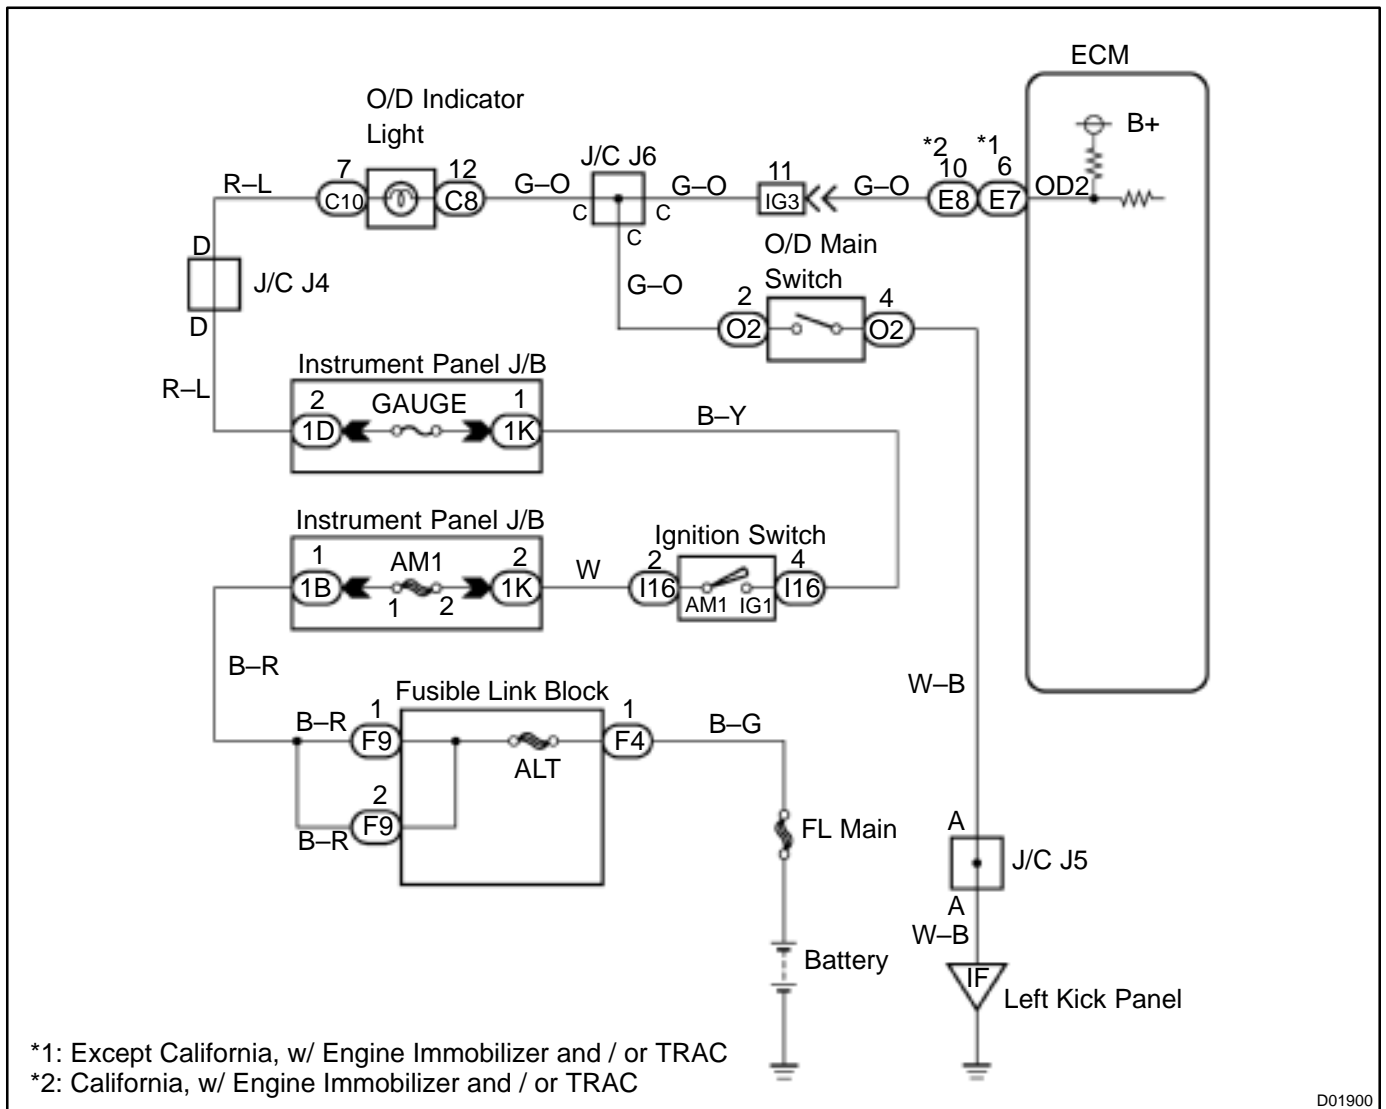 ECM
O/D Indicator
Light
B+
J/C J6
*2
*1
7
12
11
10
6
R–L
C10
C8
G–O
G–O
IG3
G–O
E8
E7
OD2
C
C
C
D
J/C J4
D
O/D Main
Switch
G–O
2
4
O2
O2
Instrument Panel J/B
R–L
2
GAUGE
1
1D
1K
B–Y
Instrument Panel J/B
Ignition Switch
1
AM1
2
W
2
4
1B
1
2
1K
I16
AM1
IG1
I16
B–R
W–B
Fusible Link Block
B–R
1
1
F9
F4
B–G
ALT
2
F9
B–R
FL Main
A
J/C J5
A
W–B
Battery
IF
Left Kick Panel
*1: Except California, w/ Engine Immobilizer and / or TRAC
*2: California, w/ Engine Immobilizer and / or TRAC
D01900